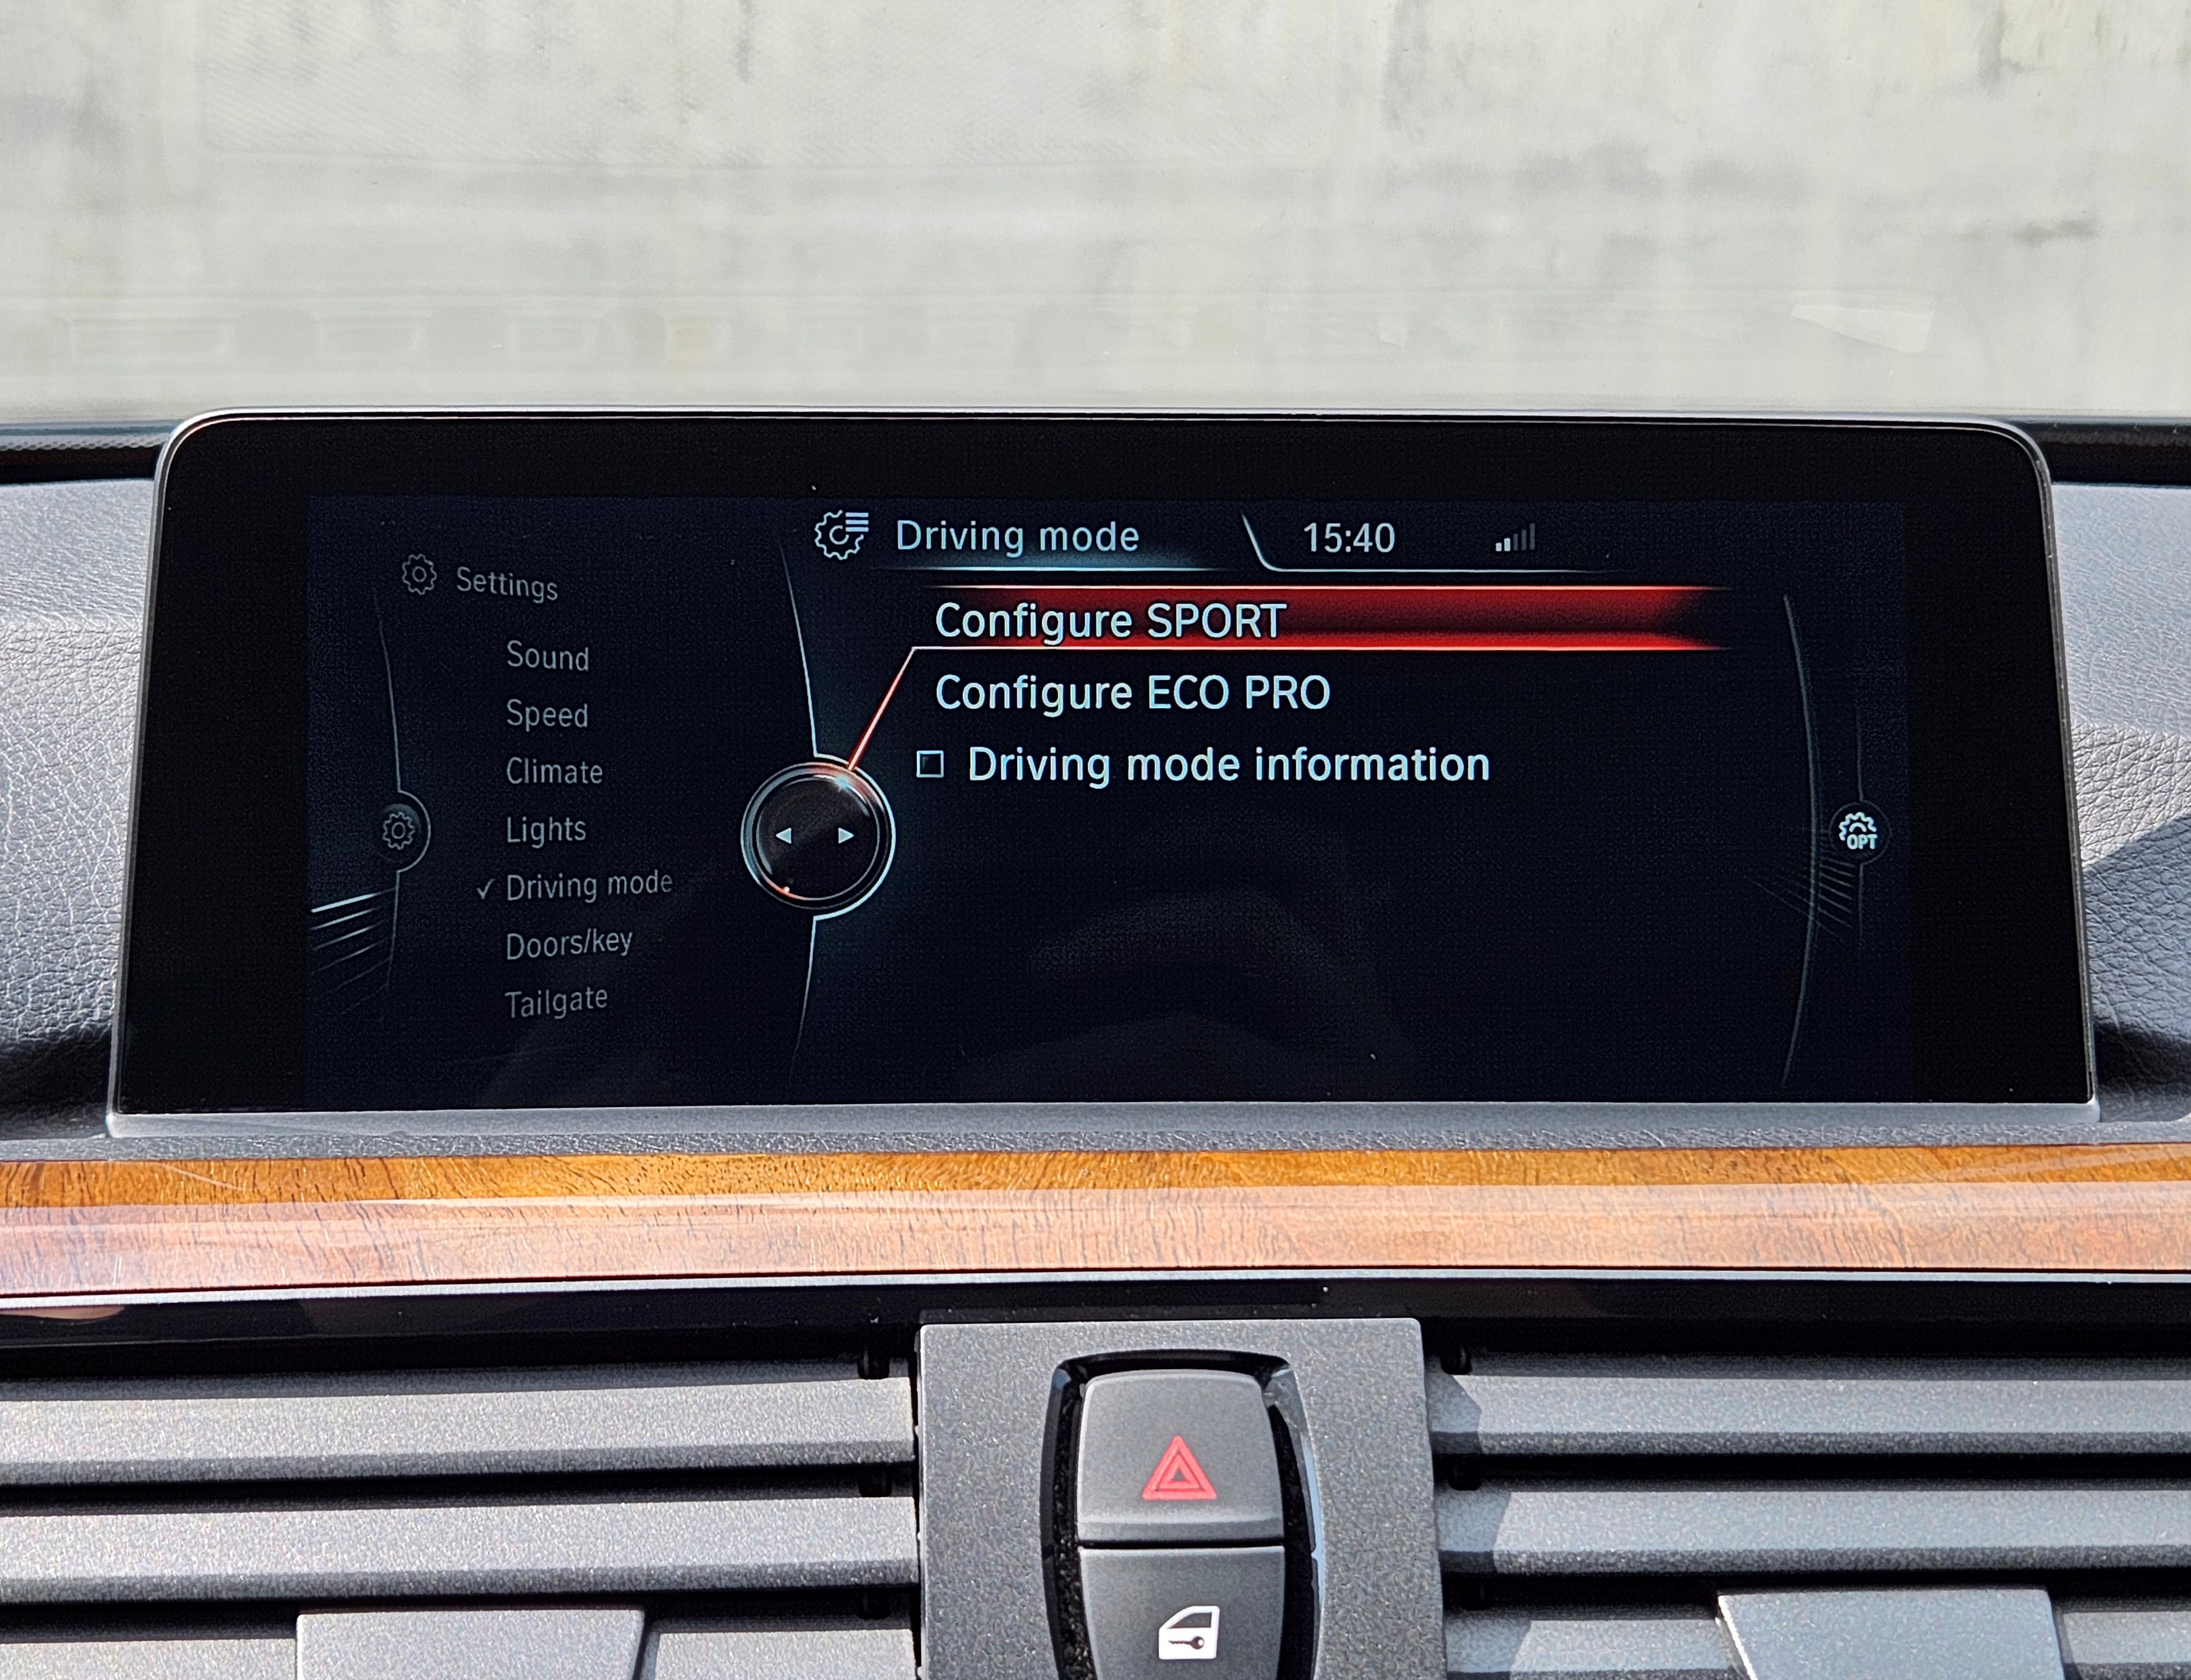 Settings
Sound
Speed
Climate
Lights
✓ Driving mode
Doors/key
Tailgate
Driving mode
15:40
Configure SPORT
Configure ECO PRO
Driving mode information
OPT